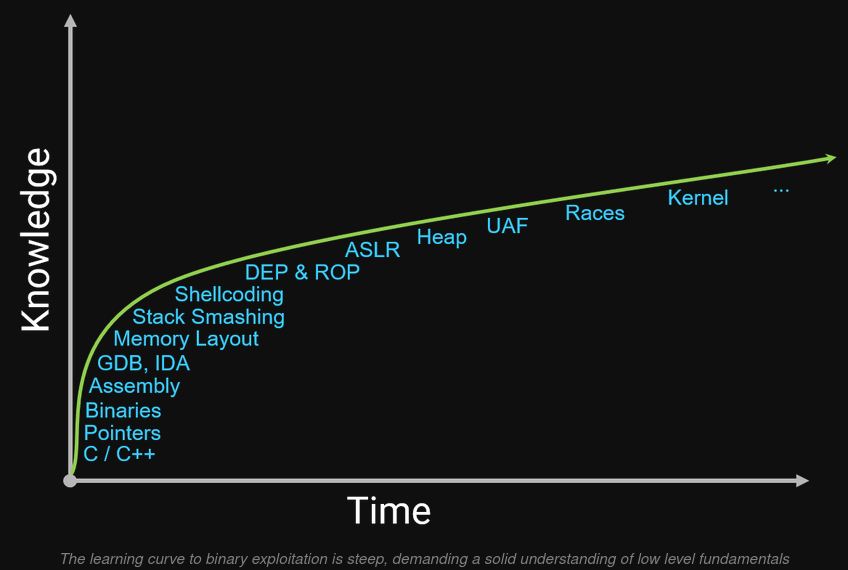 Knowledge
...
Kernel
Races
UAF
Heap
ASLR
DEP & ROP
Shellcoding
Stack Smashing
Memory Layout
GDB, IDA
Assembly
Binaries
Pointers
C / C++
Time
The learning curve to binary exploitation is steep, demanding a solid understanding of low level fundamentals